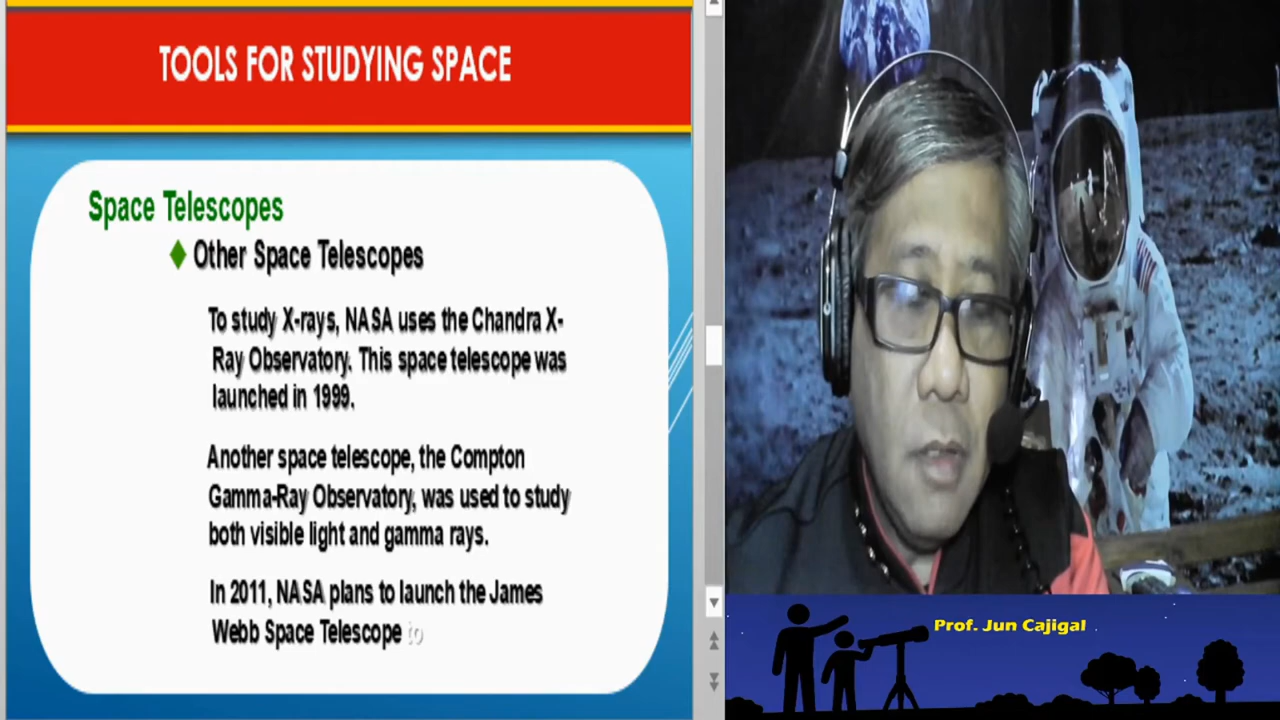 TOOLS FOR STUDYING SPACE
Space Telescopes
Other Space Telescopes
To study X-rays, NASA uses the Chandra X-
Ray Observatory. This space telescope was
launched in 1999.
Another space telescope, the Compton
Gamma-Ray Observatory, was used to study
both visible light and gamma rays.
In 2011, NASA plans to launch the James
Webb Space Telescope to
Prof. Jun Cajigal